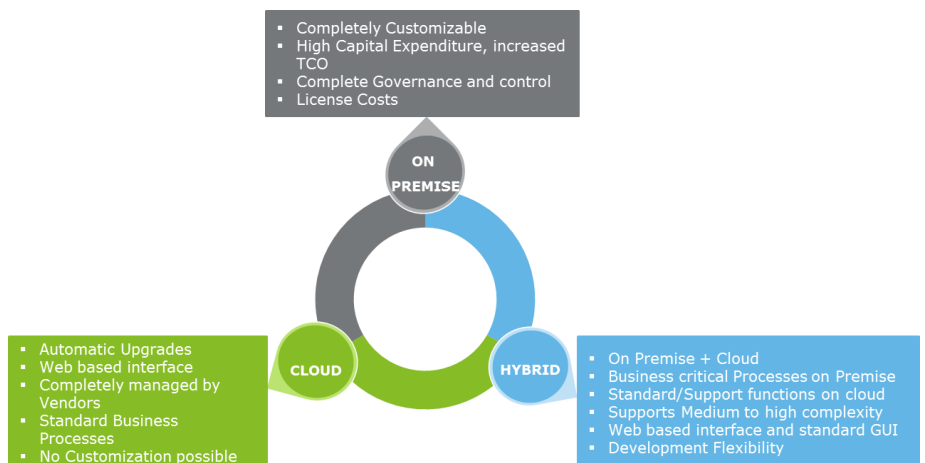 ▪ Completely Customizable
▪ High Capital Expenditure, increased
TCO
▪ Complete Governance and control
▪ License Costs
ON
PREMISE
CLOUD
HYBRID
▪ Automatic Upgrades
▪ Web based interface
▪ Completely managed by
Vendors
▪ Standard Business
Processes
▪ No Customization possible
▪ On Premise + Cloud
▪ Business critical Processes on Premise
▪ Standard/Support functions on cloud
▪ Supports Medium to high complexity
▪ Web based interface and standard GUI
▪ Development Flexibility